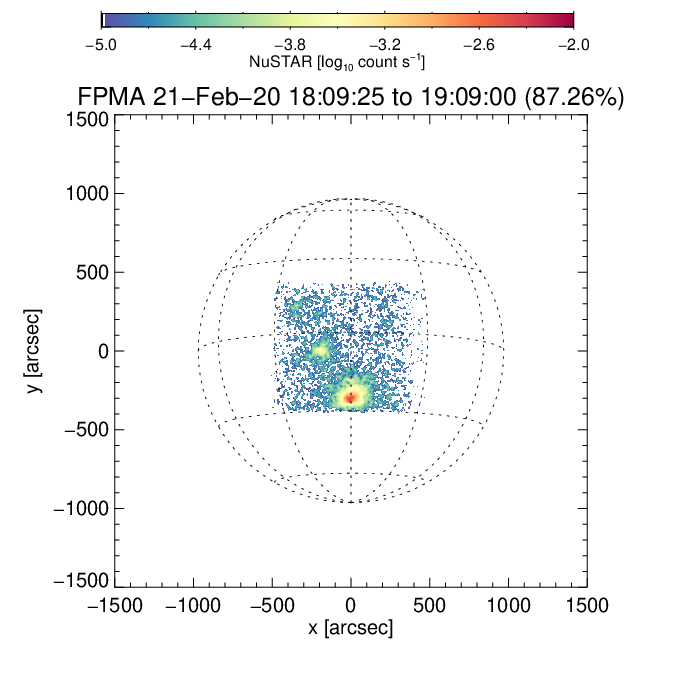 −5.0 −4.4 −3.8 −3.2 −2.6 −2.0
NuSTAR [log₁₀ count s⁻¹]
FPMA 21−Feb−20 18:09:25 to 19:09:00 (87.26%)
1500
1000
500
0
−500
−1000
−1500
y [arcsec]
−1500 −1000 −500 0 500 1000 1500
x [arcsec]